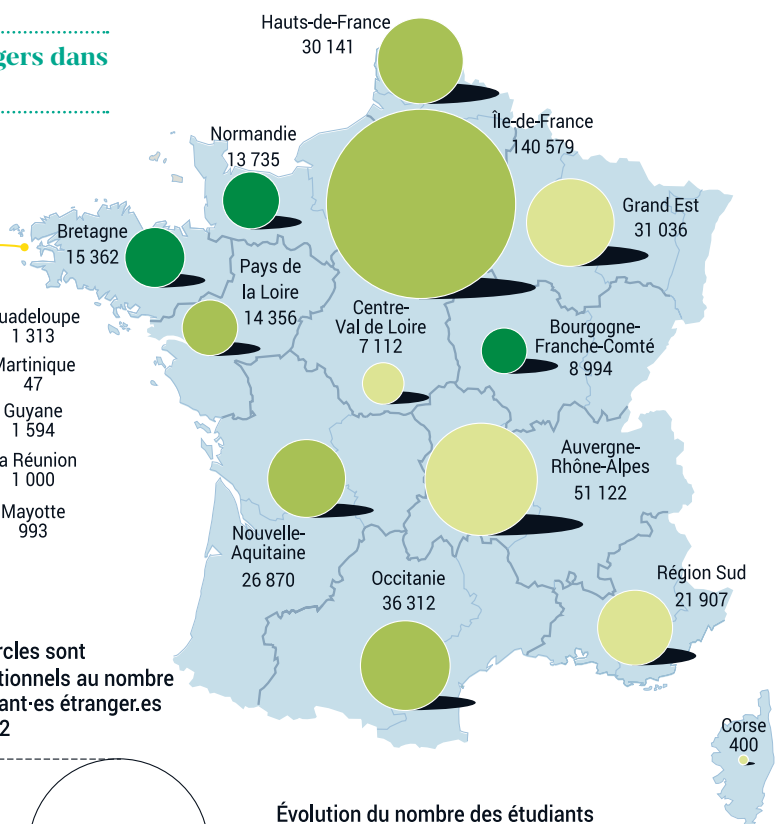 gers dans
Hauts-de-France
30 141
Île-de-France
140 579
Normandie
13 735
Grand Est
31 036
Bretagne
15 362
Pays de
la Loire
14 356
Centre-
Val de Loire
7 112
Bourgogne-
Franche-Comté
8 994
uadeloupe
1 313
Martinique
47
Guyane
1 594
a Réunion
1 000
Mayotte
993
Auvergne-
Rhône-Alpes
51 122
Nouvelle-
Aquitaine
26 870
Occitanie
36 312
Région Sud
21 907
Corse
400
rcles sont
tionnels au nombre
ant·es étranger.es
2
Évolution du nombre des étudiants